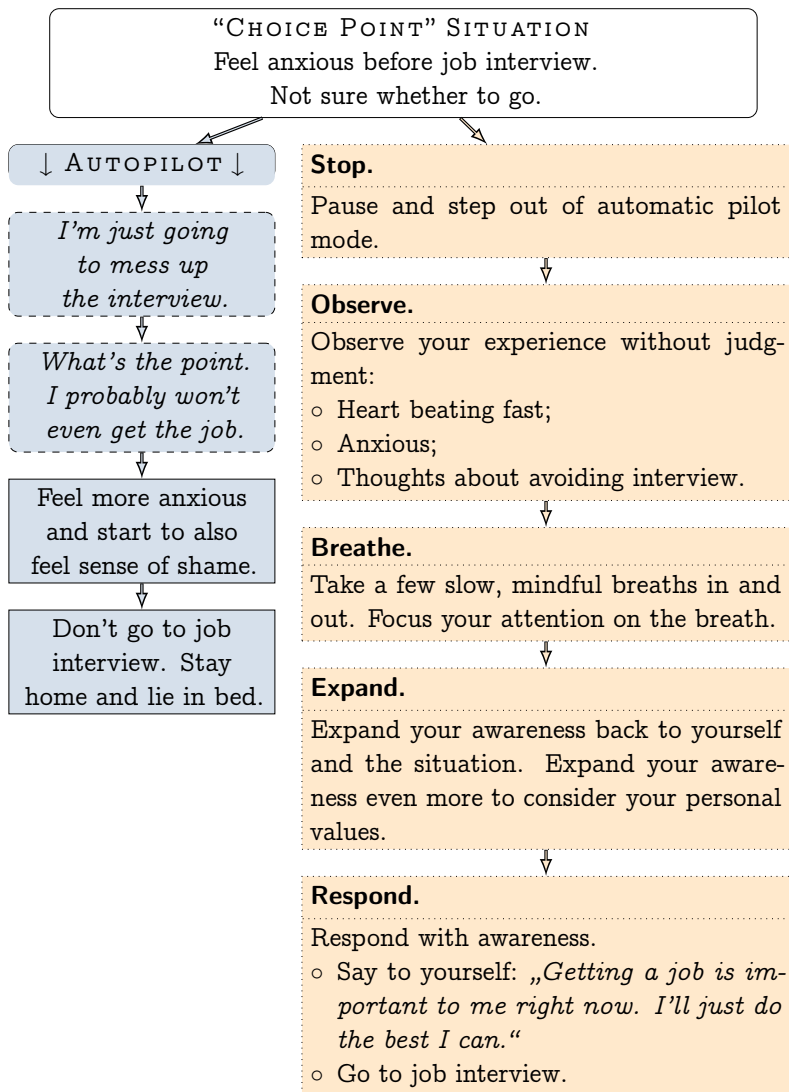 “CHOICE POINT” SITUATION
Feel anxious before job interview.
Not sure whether to go.
↓ AUTOPILOT ↓
I'm just going
to mess up
the interview.
What's the point.
I probably won't
even get the job.
Feel more anxious
and start to also
feel sense of shame.
Don't go to job
interview. Stay
home and lie in bed.
Stop.
Pause and step out of automatic pilot
mode.
Observe.
Observe your experience without judg-
ment:
○ Heart beating fast;
○ Anxious;
○ Thoughts about avoiding interview.
Breathe.
Take a few slow, mindful breaths in and
out. Focus your attention on the breath.
Expand.
Expand your awareness back to yourself
and the situation. Expand your aware-
ness even more to consider your personal
values.
Respond.
Respond with awareness.
○ Say to yourself: „Getting a job is im-
portant to me right now. I'll just do
the best I can.“
○ Go to job interview.